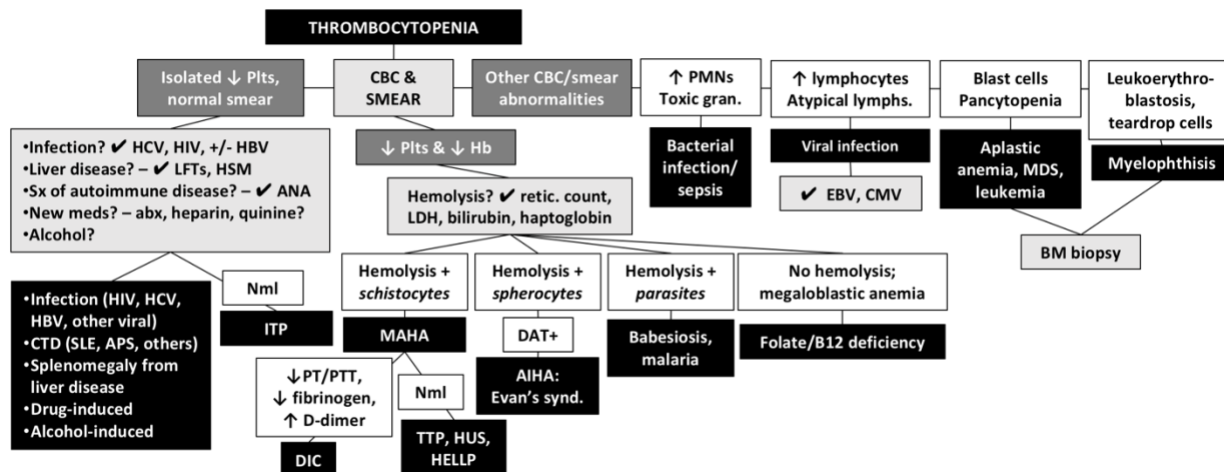 THROMBOCYTOPENIA
Isolated ↓ Plts,
normal smear
CBC &
SMEAR
Other CBC/smear
abnormalities
↑ PMNs
Toxic gran.
↑ lymphocytes
Atypical lymphs.
Blast cells
Pancytopenia
Leukoerythro-
blastosis,
teardrop cells
•Infection? ✔ HCV, HIV, +/- HBV
•Liver disease? – ✔ LFTs, HSM
•Sx of autoimmune disease? – ✔ ANA
•New meds? – abx, heparin, quinine?
•Alcohol?
↓ Plts & ↓ Hb
Bacterial
infection/
sepsis
Viral infection
Aplastic
anemia, MDS,
leukemia
Myelophthisis
Hemolysis? ✔ retic. count,
LDH, bilirubin, haptoglobin
✔ EBV, CMV
BM biopsy
•Infection (HIV, HCV,
HBV, other viral)
•CTD (SLE, APS, others)
•Splenomegaly from
liver disease
•Drug-induced
•Alcohol-induced
Nml
ITP
Hemolysis +
schistocytes
Hemolysis +
spherocytes
Hemolysis +
parasites
No hemolysis;
megaloblastic anemia
MAHA
DAT+
Babesiosis,
malaria
Folate/B12 deficiency
↓PT/PTT,
↓ fibrinogen,
↑ D-dimer
Nml
AIHA:
Evan's synd.
DIC
TTP, HUS,
HELLP